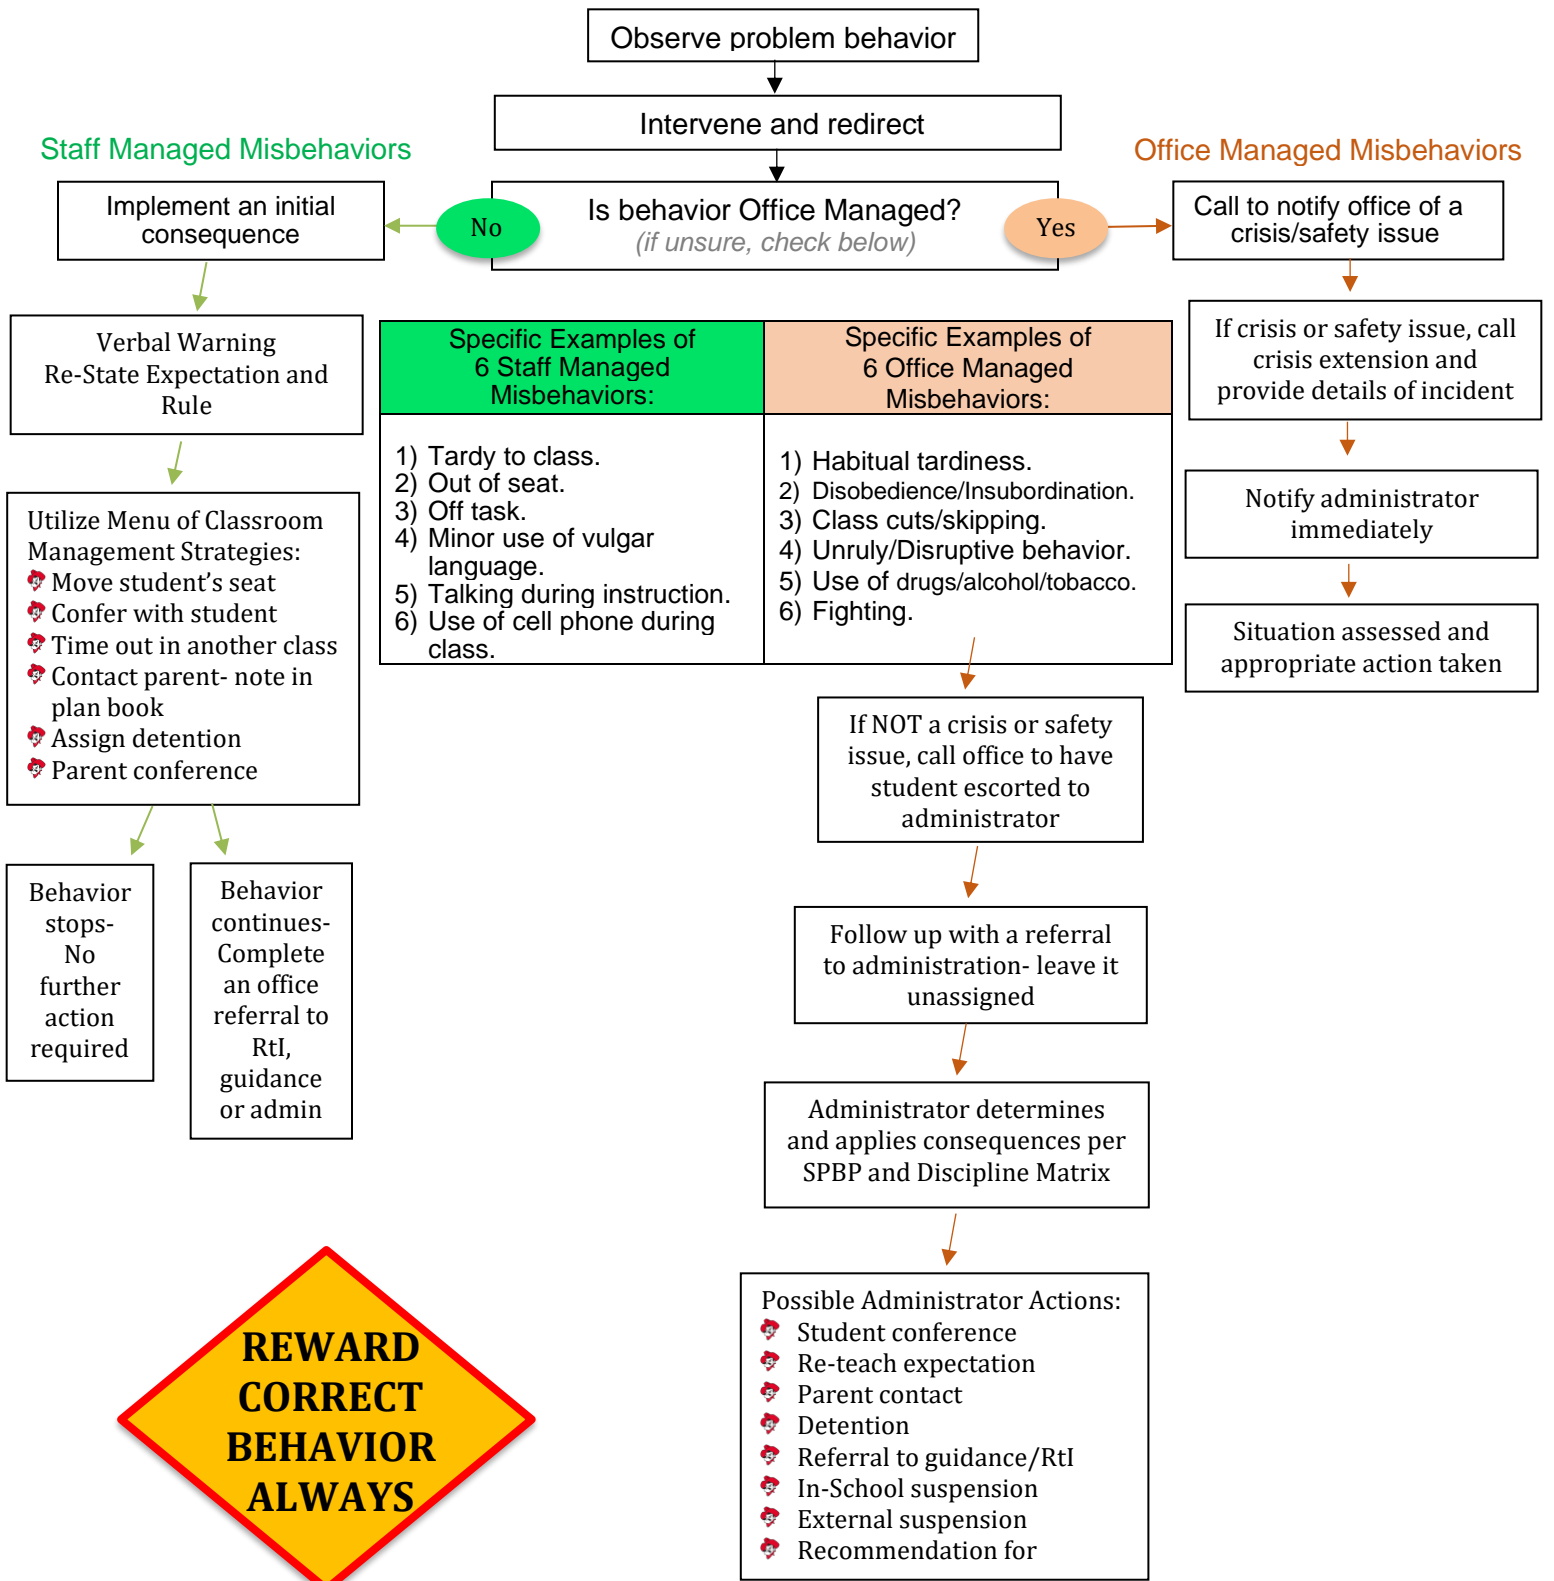 Observe problem behavior
Intervene and redirect
Staff Managed Misbehaviors
Office Managed Misbehaviors
Implement an initial
consequence
No
Is behavior Office Managed?
(if unsure, check below)
Yes
Call to notify office of a
crisis/safety issue
Verbal Warning
Re-State Expectation and
Rule
Specific Examples of
6 Staff Managed
Misbehaviors:
Specific Examples of
6 Office Managed
Misbehaviors:
If crisis or safety issue, call
crisis extension and
provide details of incident
1) Tardy to class.
2) Out of seat.
3) Off task.
4) Minor use of vulgar
language.
5) Talking during instruction.
6) Use of cell phone during
class.
1) Habitual tardiness.
2) Disobedience/Insubordination.
3) Class cuts/skipping.
4) Unruly/Disruptive behavior.
5) Use of drugs/alcohol/tobacco.
6) Fighting.
Notify administrator
immediately
Situation assessed and
appropriate action taken
Utilize Menu of Classroom
Management Strategies:
Move student's seat
Confer with student
Time out in another class
Contact parent- note in
plan book
Assign detention
Parent conference
If NOT a crisis or safety
issue, call office to have
student escorted to
administrator
Behavior
stops-
No
further
action
required
Behavior
continues-
Complete
an office
referral to
RtI,
guidance
or admin
Follow up with a referral
to administration- leave it
unassigned
Administrator determines
and applies consequences per
SPBP and Discipline Matrix
Possible Administrator Actions:
Student conference
Re-teach expectation
Parent contact
Detention
Referral to guidance/RtI
In-School suspension
External suspension
Recommendation for
REWARD
CORRECT
BEHAVIOR
ALWAYS